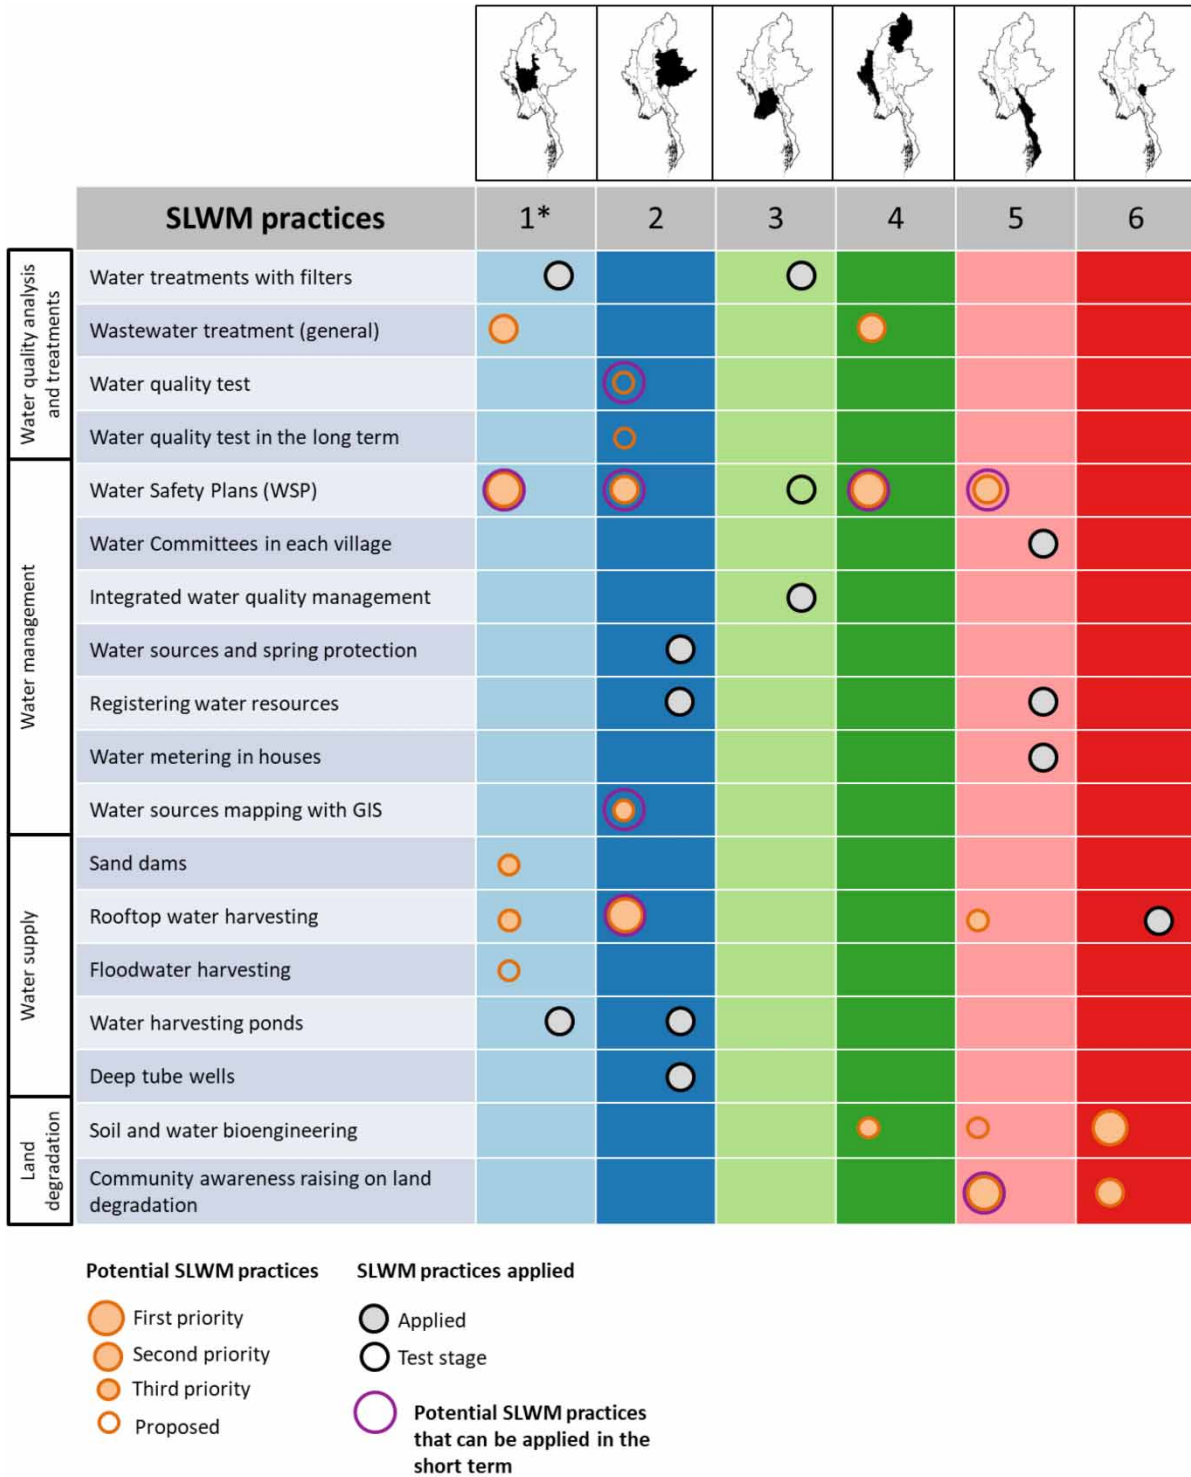 SLWM practices 1* 2 3 4 5 6
Water quality analysis
and treatments
Water treatments with filters
Wastewater treatment (general)
Water quality test
Water quality test in the long term
Water management
Water Safety Plans (WSP)
Water Committees in each village
Integrated water quality management
Water sources and spring protection
Registering water resources
Water metering in houses
Water sources mapping with GIS
Water supply
Sand dams
Rooftop water harvesting
Floodwater harvesting
Water harvesting ponds
Deep tube wells
Land
degradation
Soil and water bioengineering
Community awareness raising on land
degradation
Potential SLWM practices
First priority
Second priority
Third priority
Proposed
SLWM practices applied
Applied
Test stage
Potential SLWM practices
that can be applied in the
short term